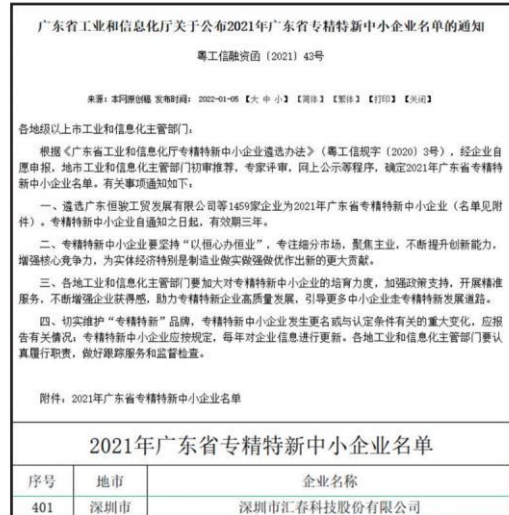 广东省工业和信息化厅关于公布2021年广东省专精特新中小企业名单的通知
粤工信融资函〔2021〕43号
来源：本网原创稿 发布时间：2022-01-05【大 中 小】【简体】【繁体】【打印】【关闭】
各地级以上市工业和信息化主管部门：
根据《广东省工业和信息化厅专精特新中小企业遴选办法》（粤工信规字〔2020〕3号），经企业自
愿申报、地市工业和信息化主管部门初审推荐、专家评审、网上公示等程序，确定2021年广东省专精特
新中小企业名单。有关事项通知如下：
一、遴选广东恒骏工贸发展有限公司等1459家企业为2021年广东省专精特新中小企业（名单见附
件）。专精特新中小企业自通知之日起，有效期三年。
二、专精特新中小企业要坚持“以恒心办恒业”，专注细分市场，聚焦主业，不断提升创新能力，
增强核心竞争力，为实体经济特别是制造业做实做强做优作出新的更大贡献。
三、各地工业和信息化主管部门要加大对专精特新中小企业的培育力度，加强政策支持，开展精准
服务，不断增强企业获得感，助力专精特新企业高质量发展，引导更多中小企业走专精特新发展道路。
四、切实维护“专精特新”品牌，专精特新中小企业发生更名或与认定条件有关的重大变化，应报
告有关情况；专精特新中小企业应按规定，每年对企业信息进行更新。各地工业和信息化主管部门要认
真履行职责，做好跟踪服务和监督检查。
附件：2021年广东省专精特新中小企业名单
2021年广东省专精特新中小企业名单
序号 地市 企业名称
401 深圳市 深圳市汇春科技股份有限公司